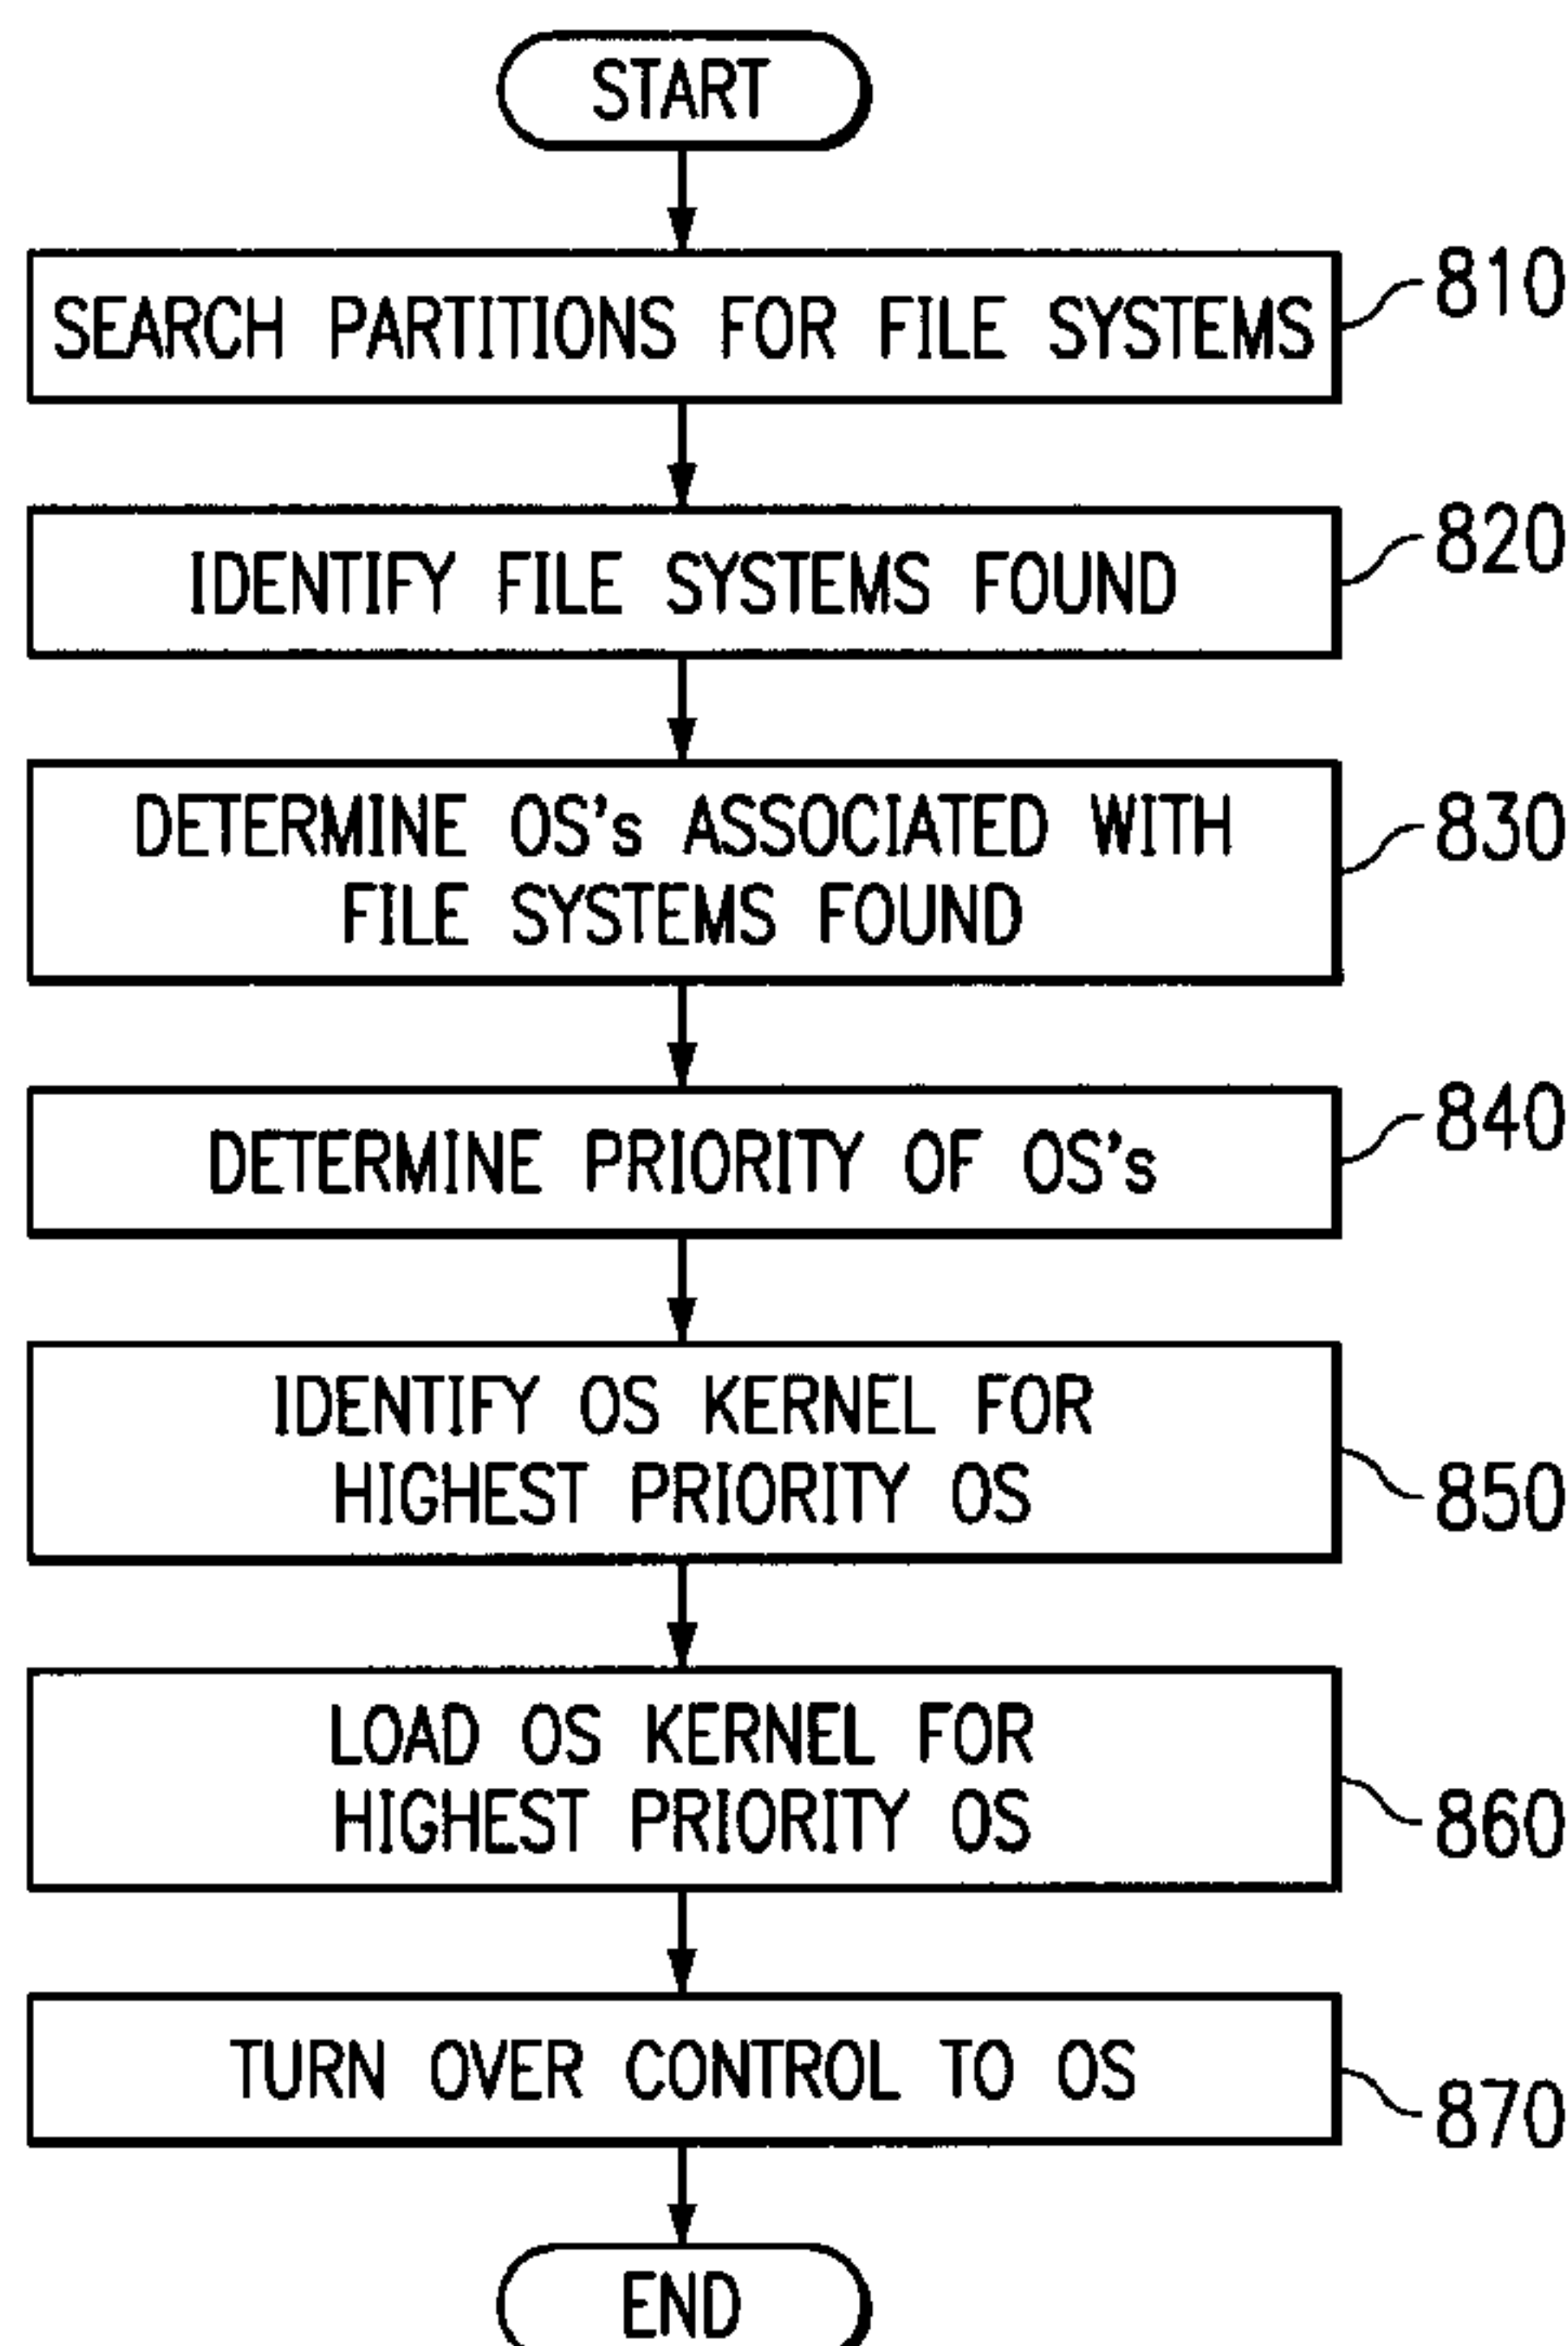 START
SEARCH PARTITIONS FOR FILE SYSTEMS
810
IDENTIFY FILE SYSTEMS FOUND
820
DETERMINE OS's ASSOCIATED WITH
FILE SYSTEMS FOUND
830
DETERMINE PRIORITY OF OS's
840
IDENTIFY OS KERNEL FOR
HIGHEST PRIORITY OS
850
LOAD OS KERNEL FOR
HIGHEST PRIORITY OS
860
TURN OVER CONTROL TO OS
870
END